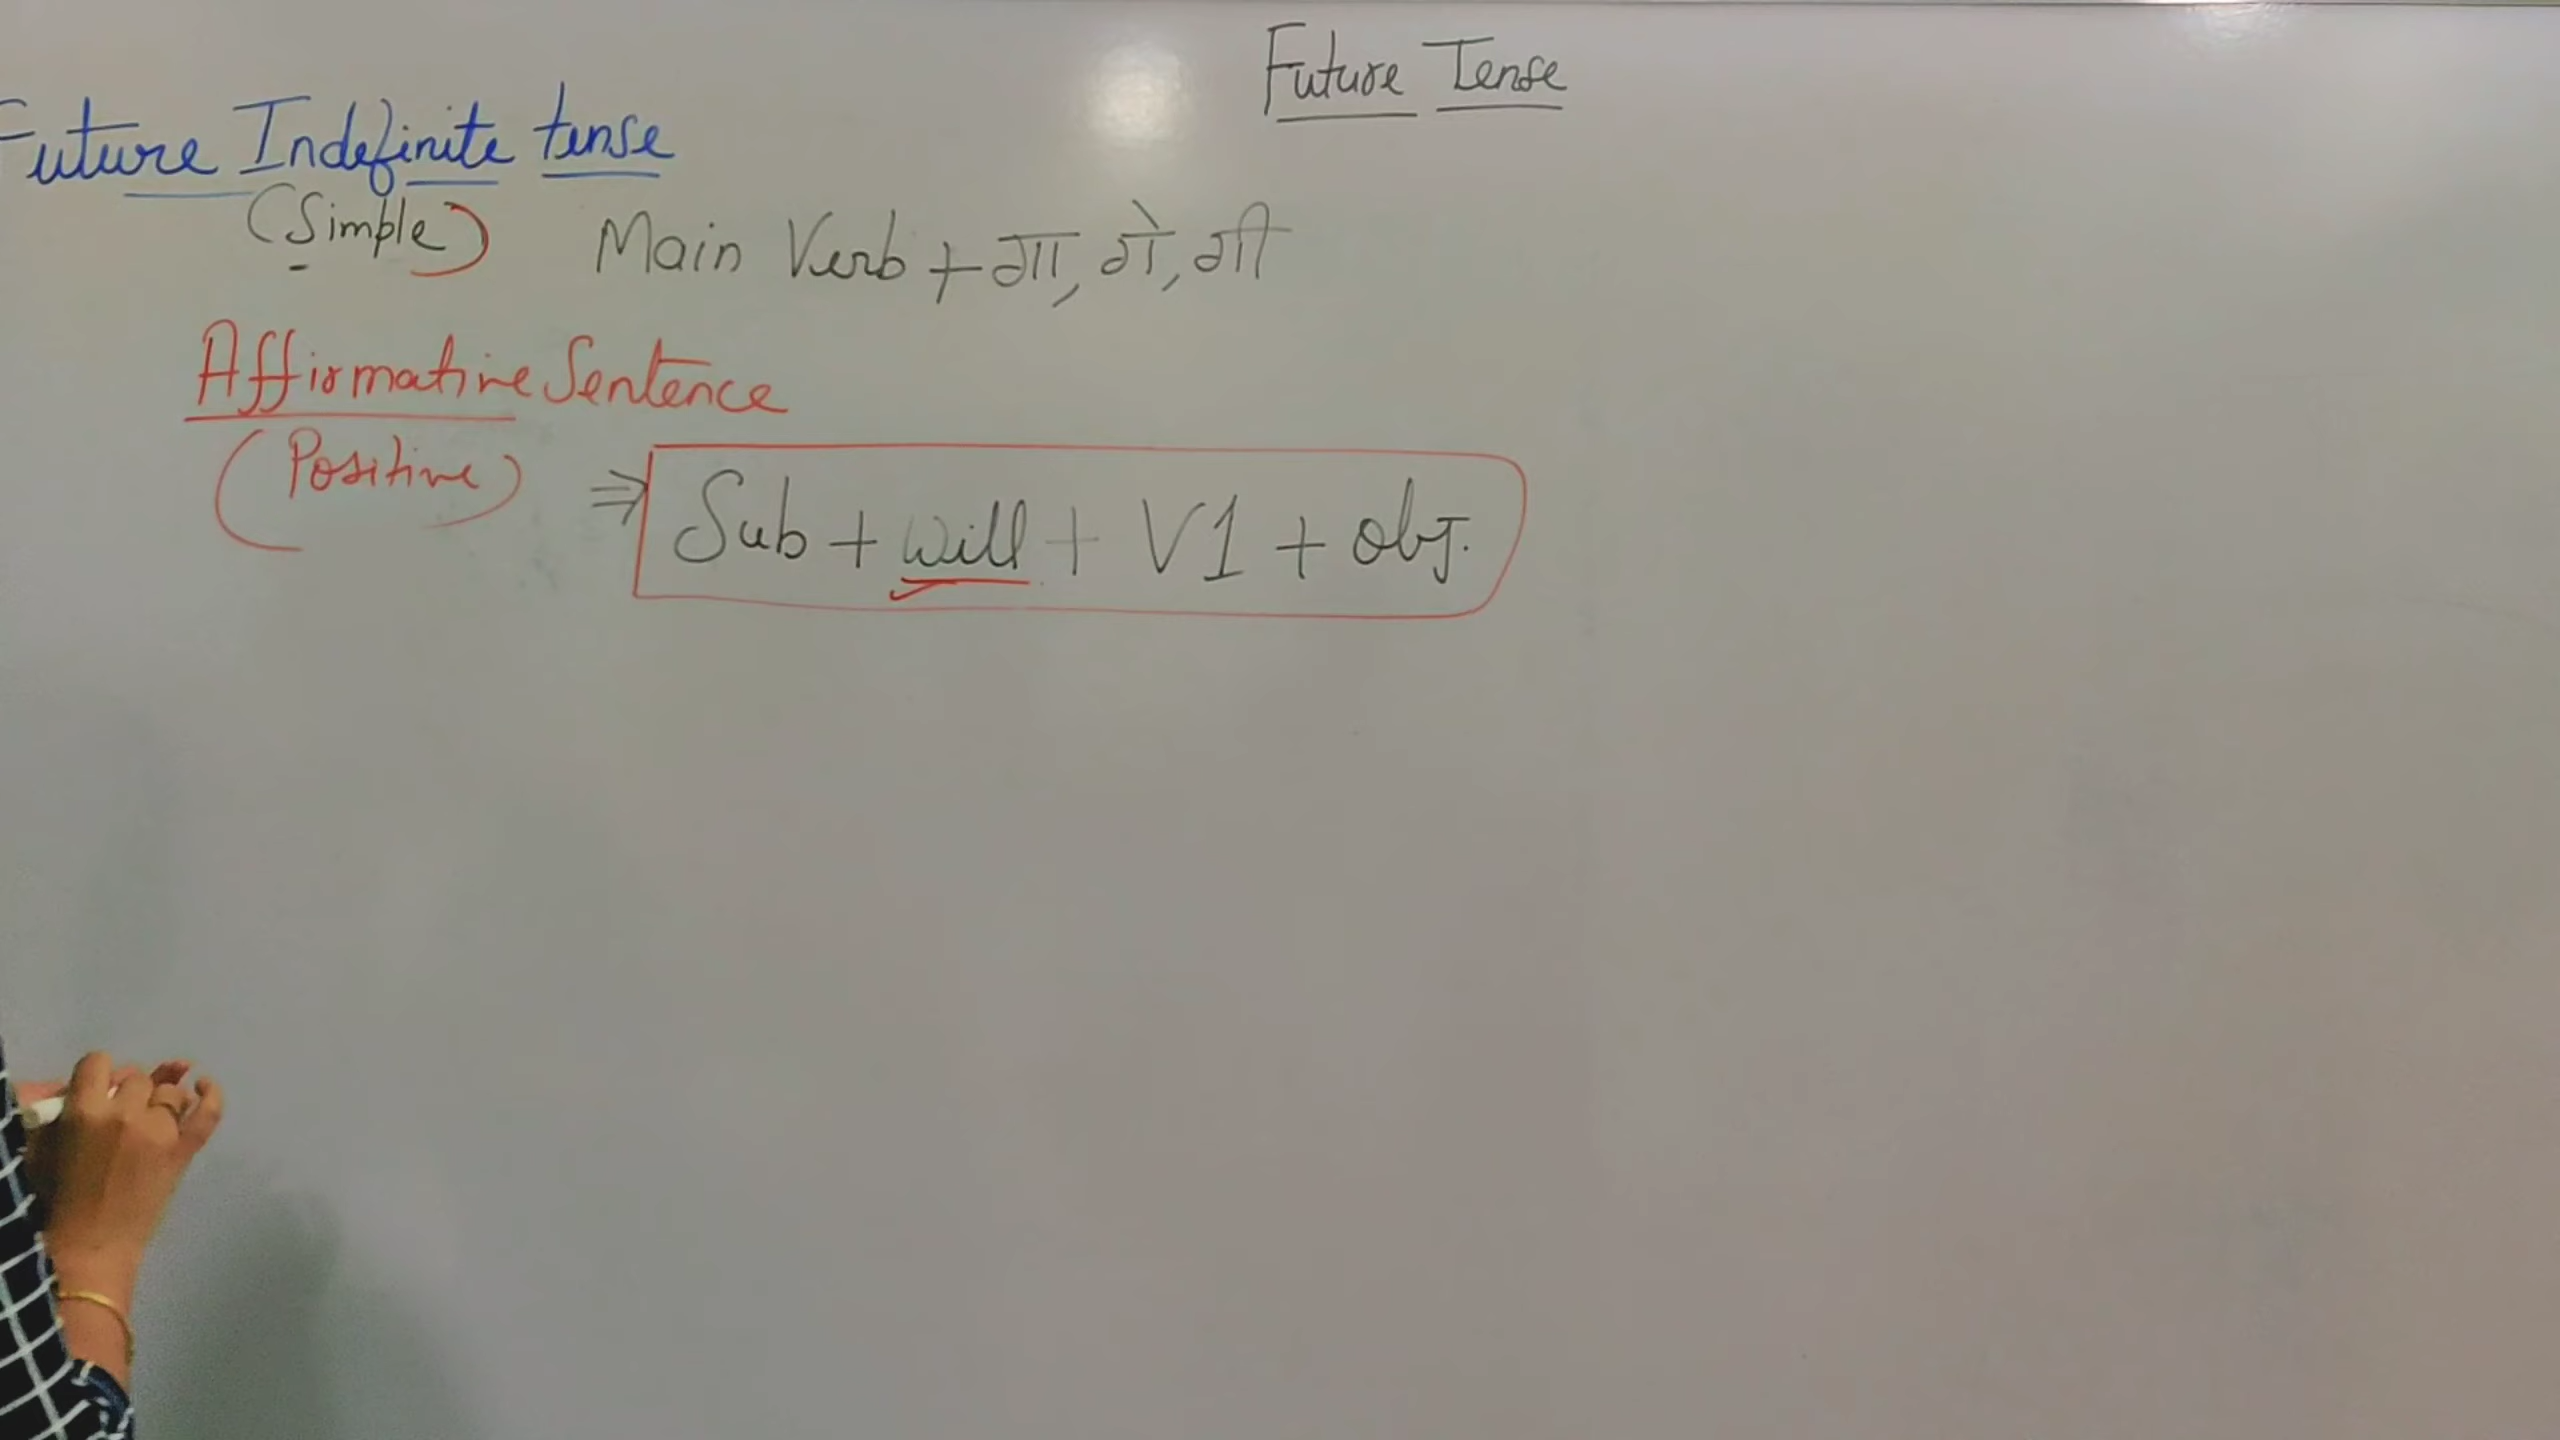 Future Tense
Future Indefinite tense
(Simple) Main Verb + गा, गे, गी
Affirmative Sentence
(Positive) ⇒ Sub + will + V1 + obj.